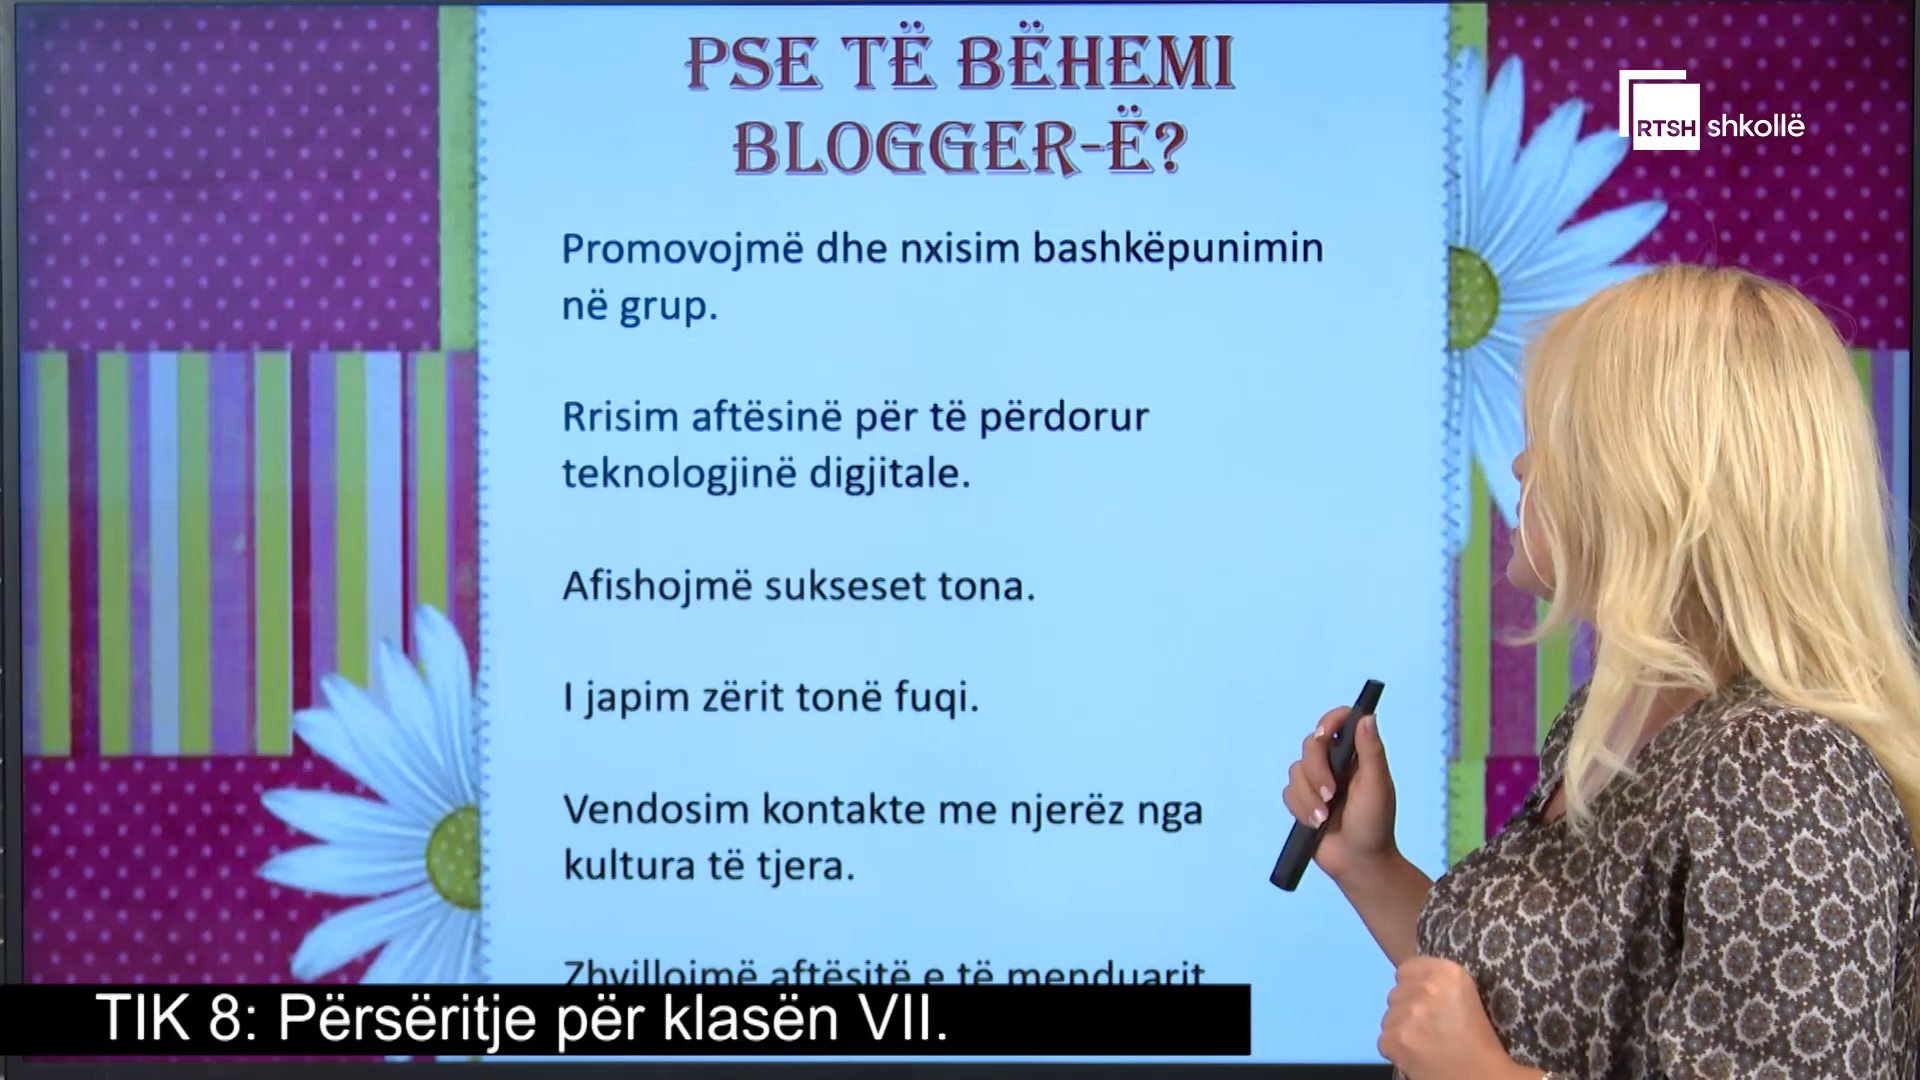 PSE TË BËHEMI
BLOGGER-Ë?
RTSH shkollë
Promovojmë dhe nxisim bashkëpunimin
në grup.
Rrisim aftësinë për të përdorur
teknologjinë digjitale.
Afishojmë sukseset tona.
I japim zërit tonë fuqi.
Vendosim kontakte me njerëz nga
kultura të tjera.
Zhvillojmë aftësitë e të menduarit
TIK 8: Përsëritje për klasën VII.